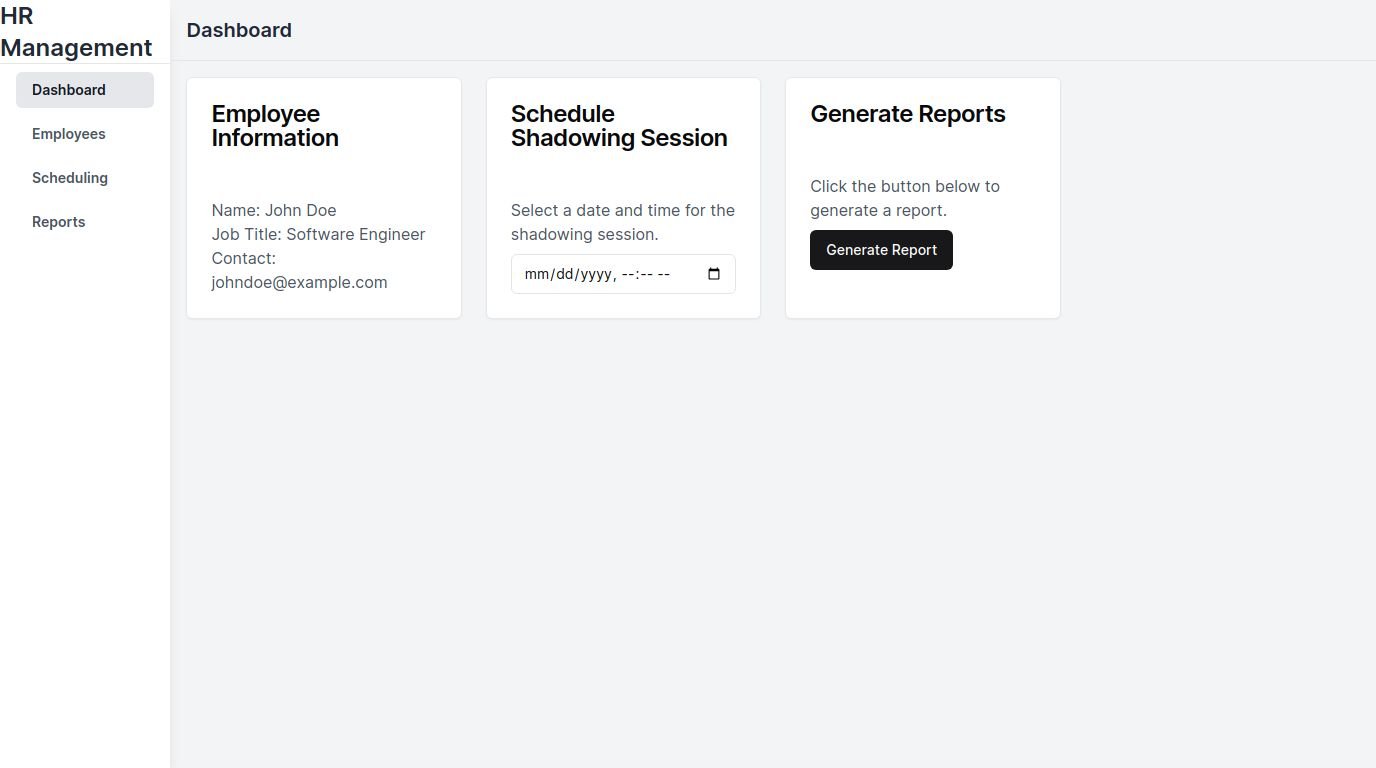 HR
Management
Dashboard
Employees
Scheduling
Reports
Dashboard
Employee
Information
Name: John Doe
Job Title: Software Engineer
Contact:
johndoe@example.com
Schedule
Shadowing Session
Select a date and time for the
shadowing session.
mm/dd/yyyy, --:-- --
Generate Reports
Click the button below to
generate a report.
Generate Report